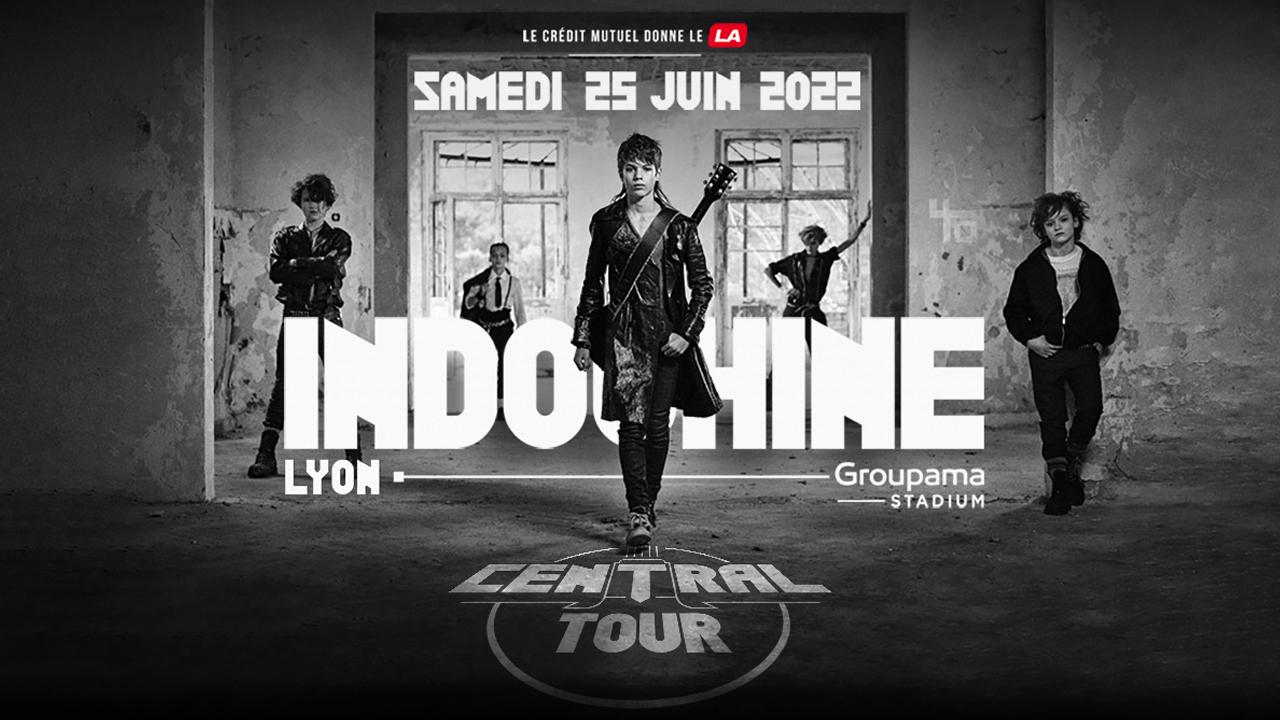 LE CRÉDIT MUTUEL DONNE LE LA
SAMEDI 25 JUIN 2022
INDOCHINE
LYON
Groupama
STADIUM
CENTRAL
TOUR